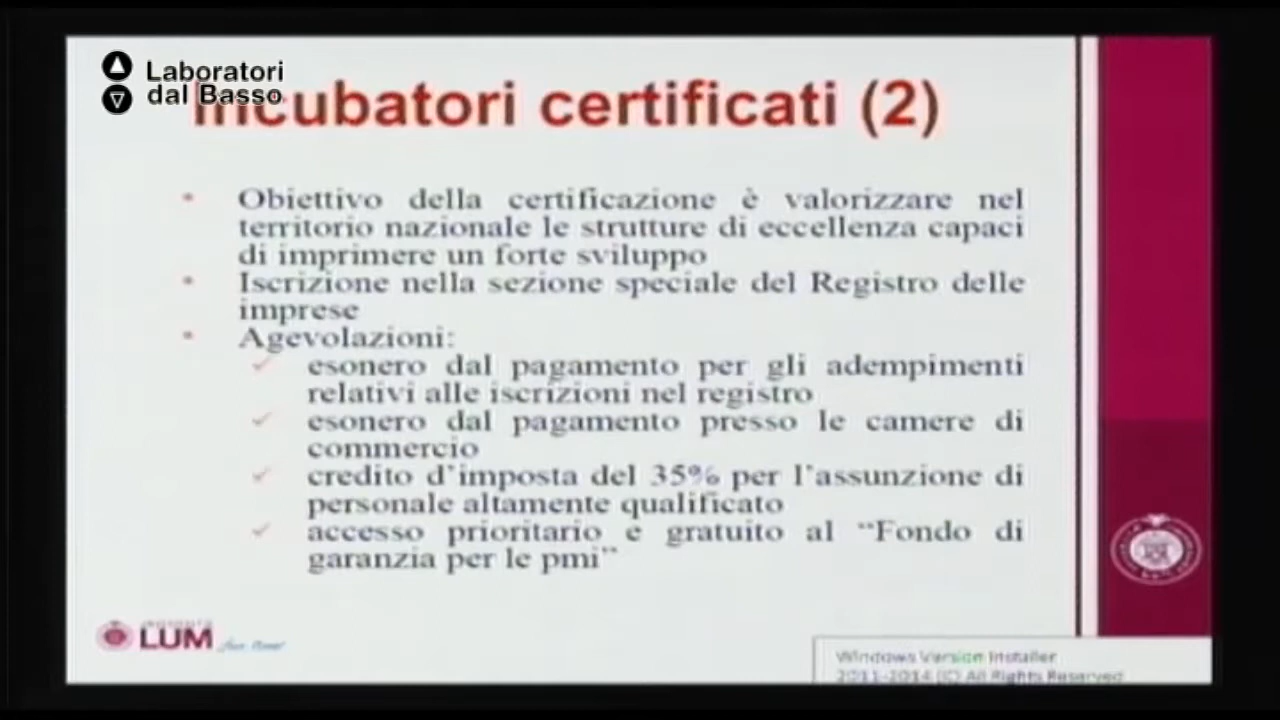 Laboratori
dal Basso
Incubatori certificati (2)
Obiettivo della certificazione è valorizzare nel
territorio nazionale le strutture di eccellenza capaci
di imprimere un forte sviluppo
Iscrizione nella sezione speciale del Registro delle
imprese
Agevolazioni:
esonero dal pagamento per gli adempimenti
relativi alle iscrizioni nel registro
esonero dal pagamento presso le camere di
commercio
credito d'imposta del 35% per l'assunzione di
personale altamente qualificato
accesso prioritario e gratuito al “Fondo di
garanzia per le pmi”
LUM
Windows Version Installer
2011-2014 (C) All Rights Reserved